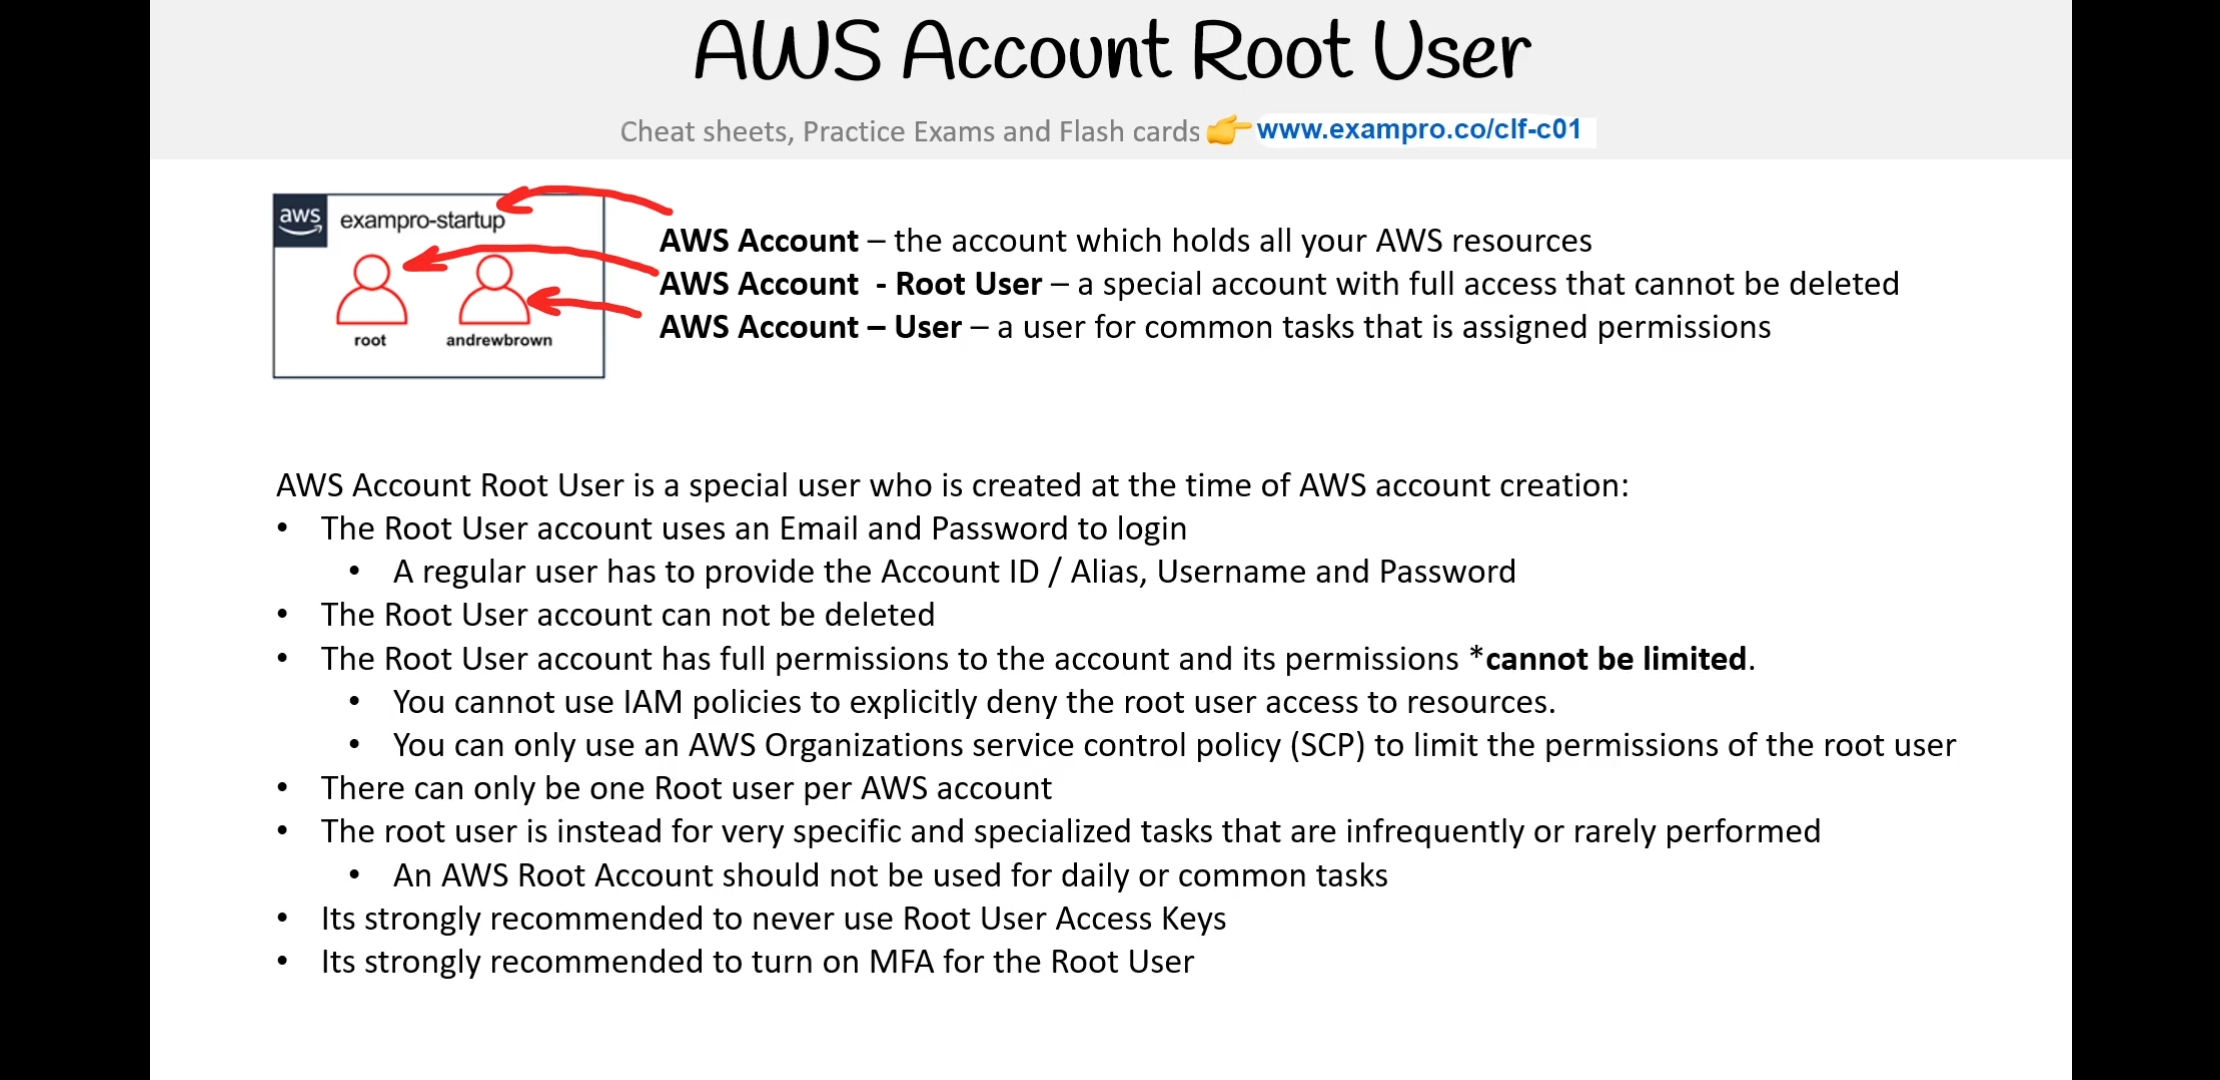 AWS Account Root User
Cheat sheets, Practice Exams and Flash cards 👉 www.exampro.co/clf-c01
aws
exampro-startup
root
andrewbrown
AWS Account – the account which holds all your AWS resources
AWS Account  - Root User – a special account with full access that cannot be deleted
AWS Account – User – a user for common tasks that is assigned permissions
AWS Account Root User is a special user who is created at the time of AWS account creation:
• The Root User account uses an Email and Password to login
• A regular user has to provide the Account ID / Alias, Username and Password
• The Root User account can not be deleted
• The Root User account has full permissions to the account and its permissions *cannot be limited.
• You cannot use IAM policies to explicitly deny the root user access to resources.
• You can only use an AWS Organizations service control policy (SCP) to limit the permissions of the root user
• There can only be one Root user per AWS account
• The root user is instead for very specific and specialized tasks that are infrequently or rarely performed
• An AWS Root Account should not be used for daily or common tasks
• Its strongly recommended to never use Root User Access Keys
• Its strongly recommended to turn on MFA for the Root User